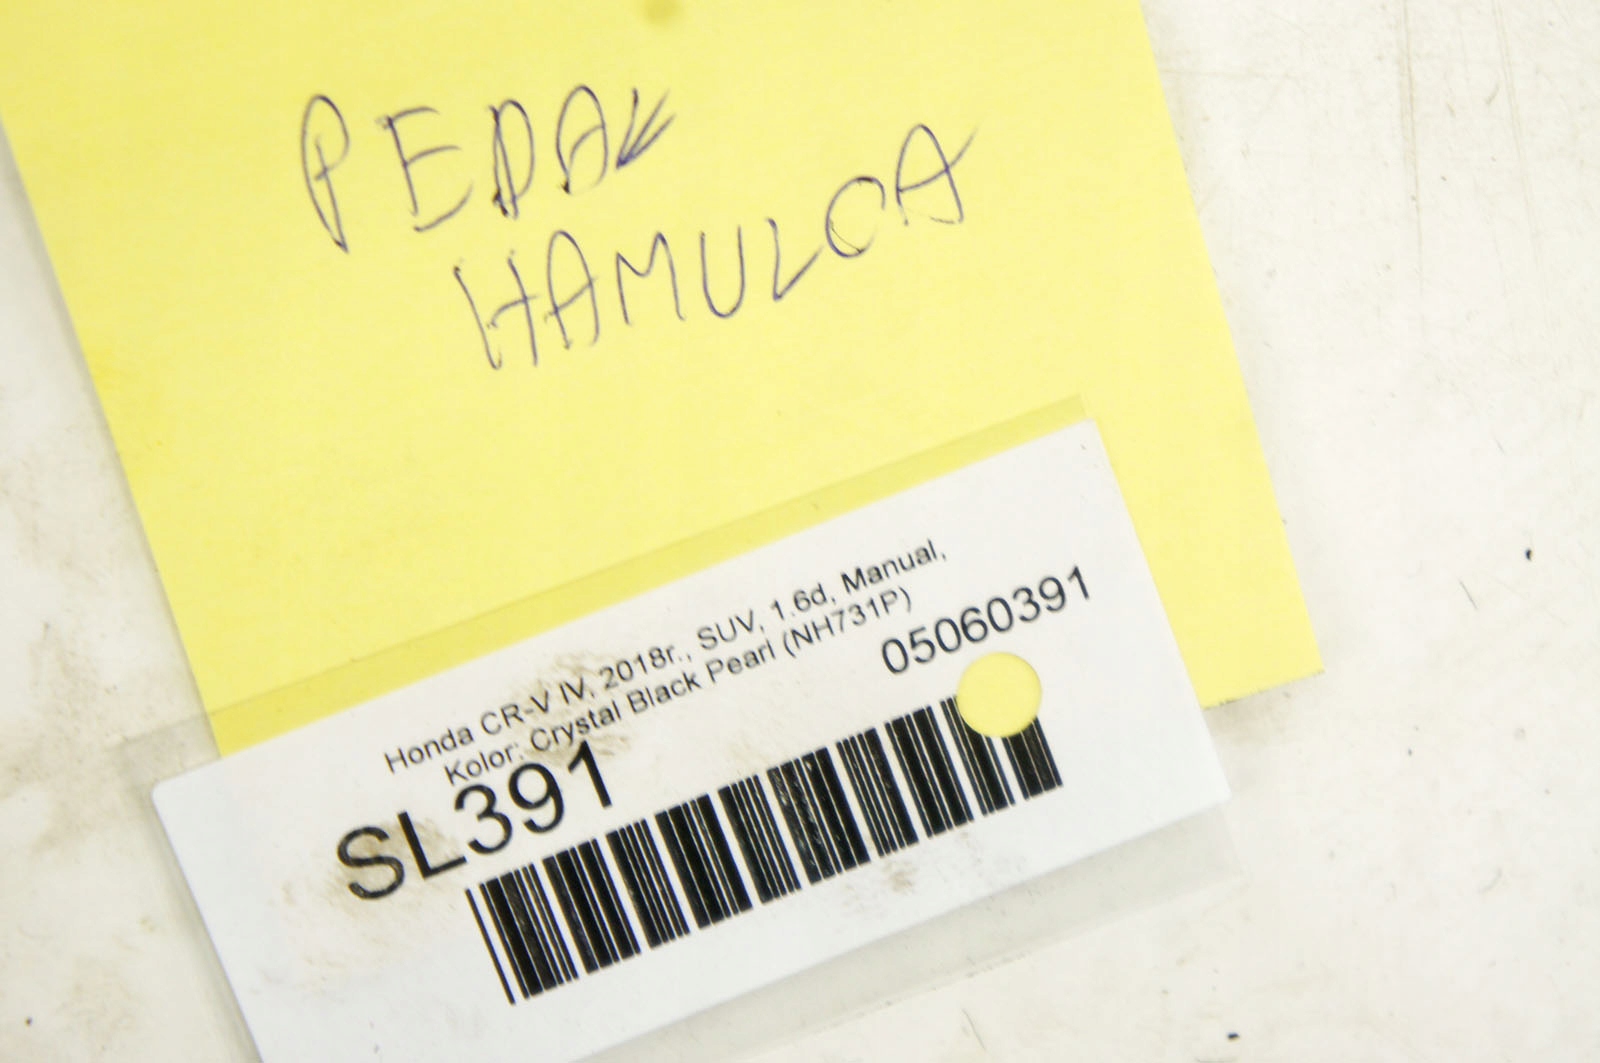 PEDAŁ
HAMULCA
Honda CR-V IV, 2018r., SUV, 1.6d, Manual,
Kolor: Crystal Black Pearl (NH731P)
05060391
SL391